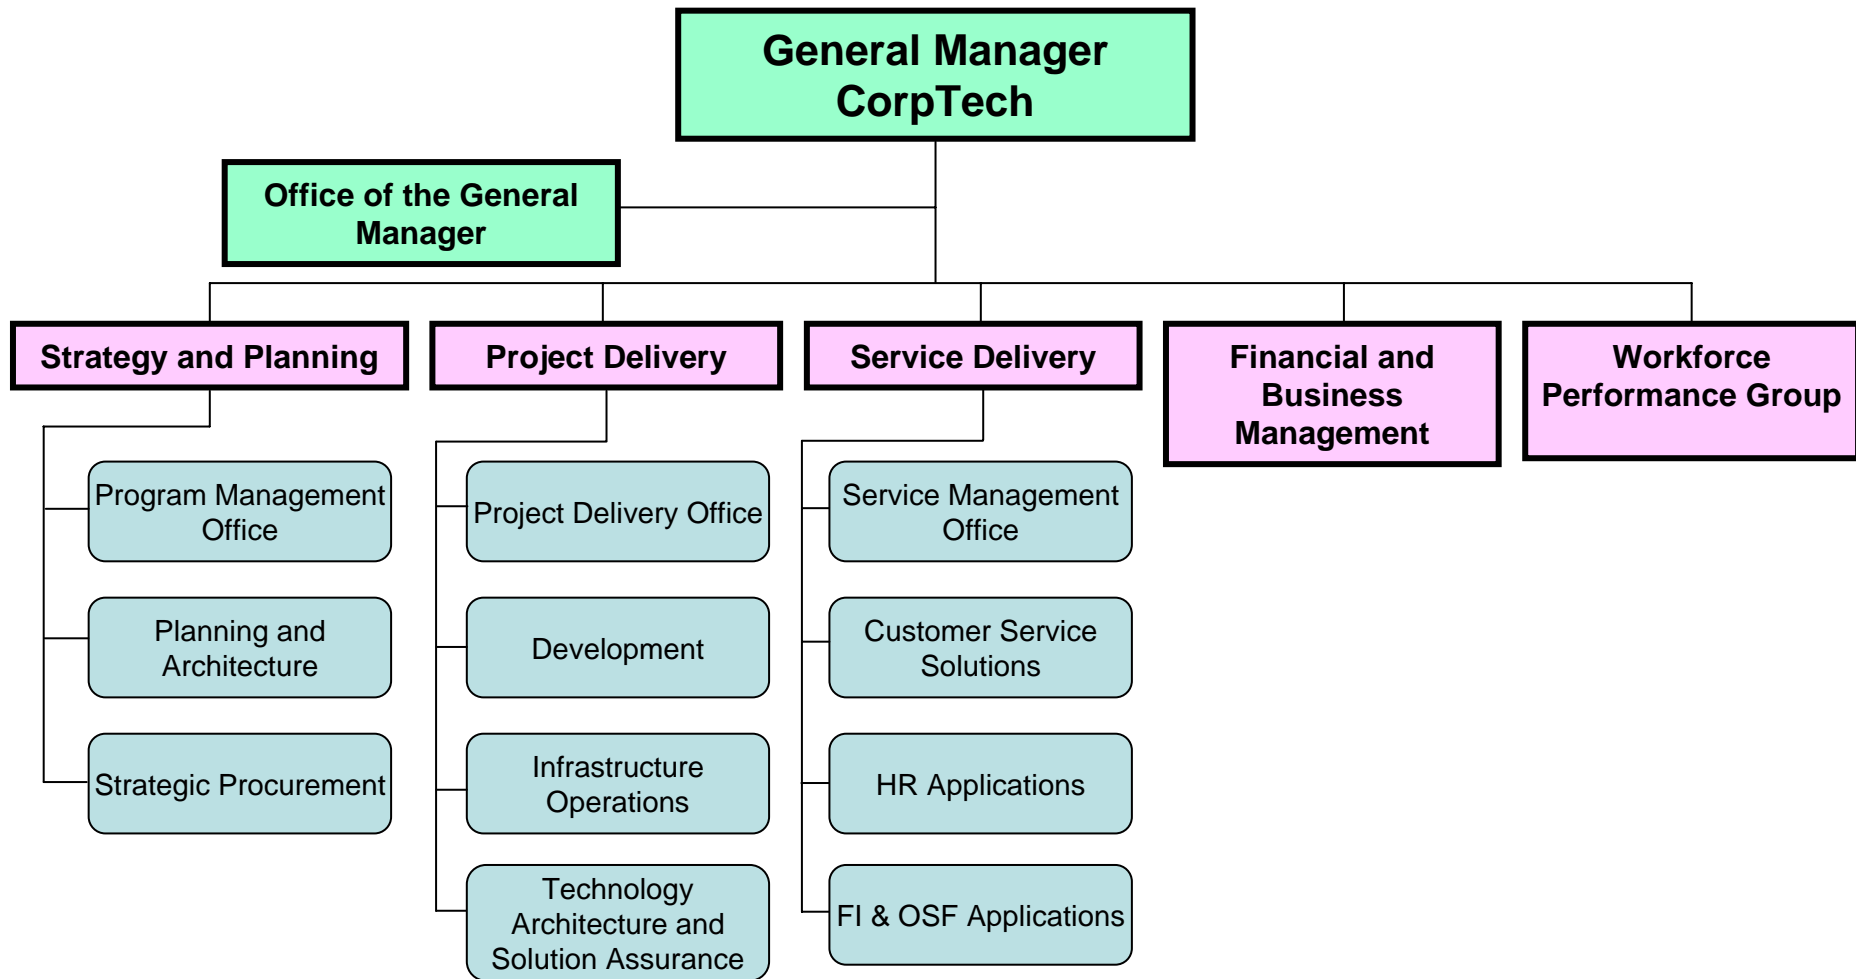 General Manager
CorpTech
Office of the General
Manager
Strategy and Planning
Project Delivery
Service Delivery
Financial and
Business
Management
Workforce
Performance Group
Program Management
Office
Planning and
Architecture
Strategic Procurement
Project Delivery Office
Development
Infrastructure
Operations
Technology
Architecture and
Solution Assurance
Service Management
Office
Customer Service
Solutions
HR Applications
FI & OSF Applications